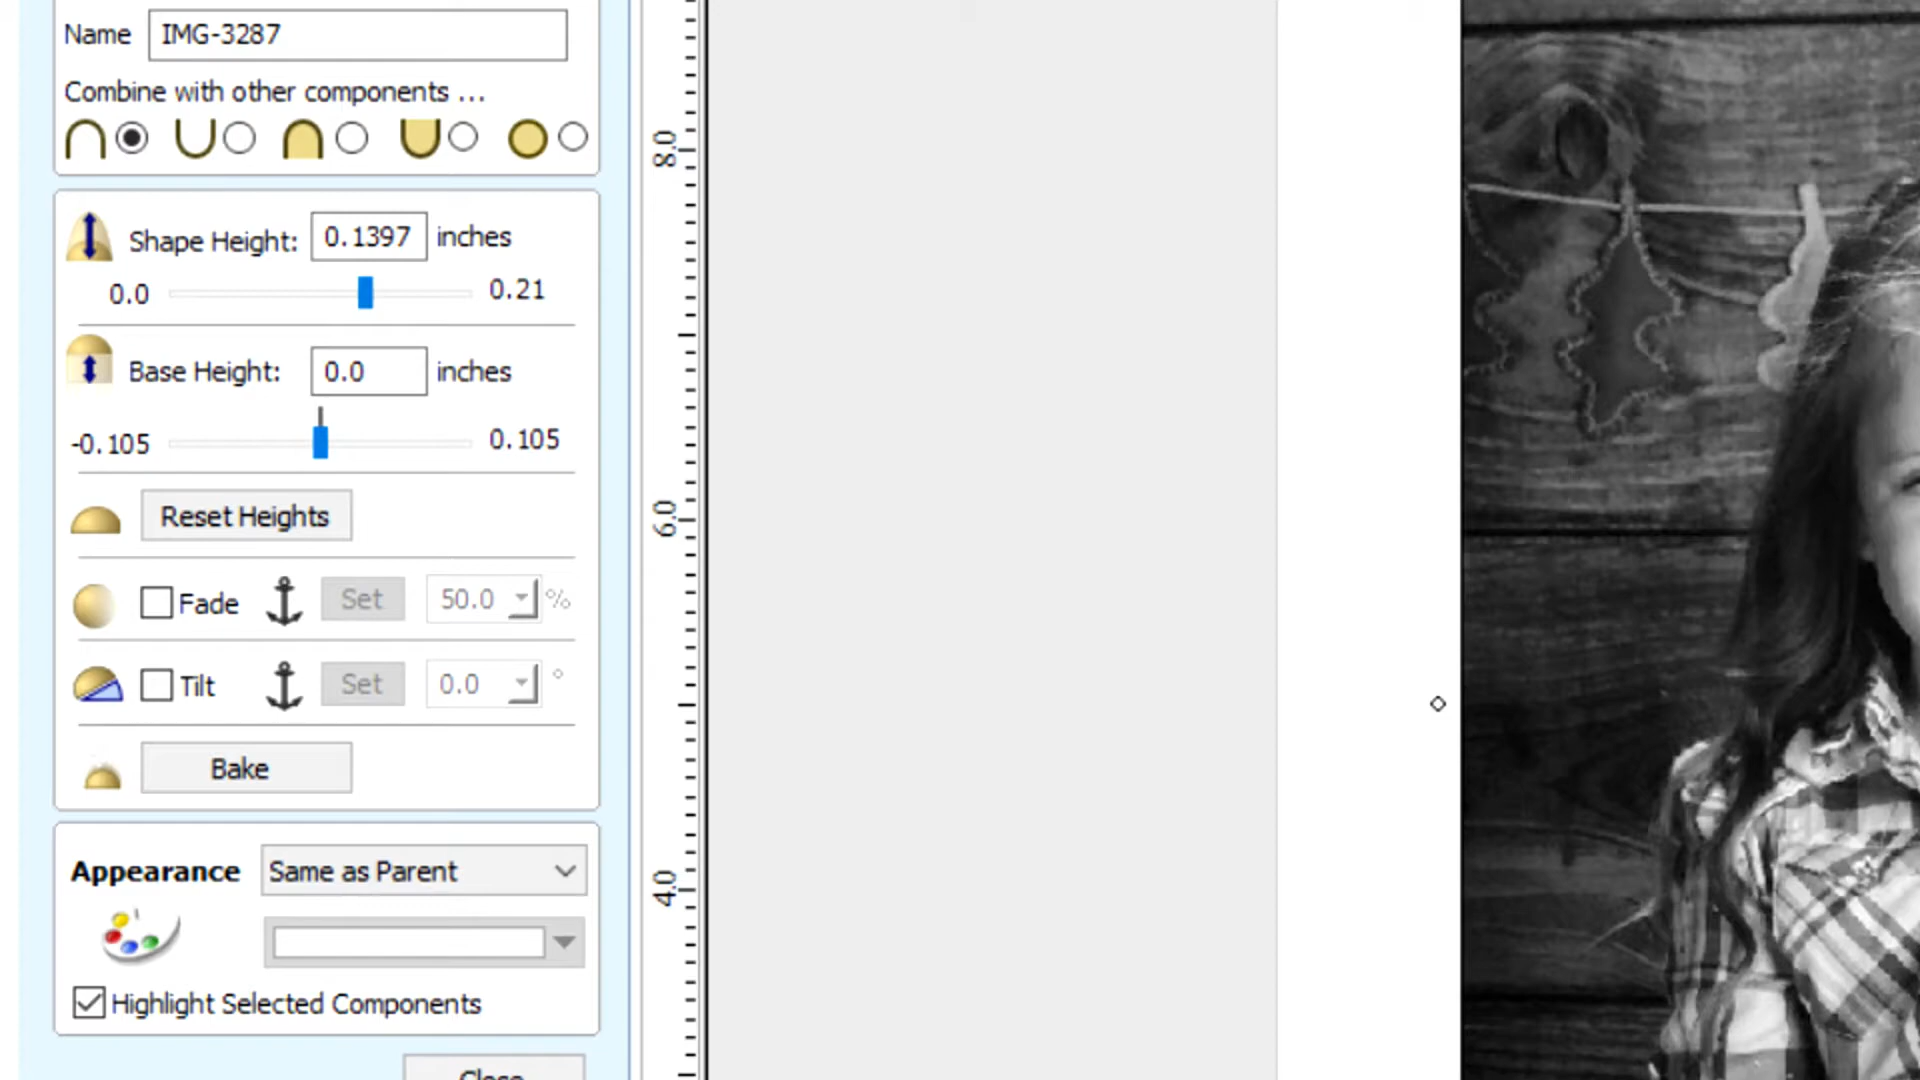 Name IMG-3287
Combine with other components ...
Shape Height: 0.1397 inches
0.0 0.21
Base Height: 0.0 inches
-0.105 0.105
Reset Heights
Fade Set 50.0 %
Tilt Set 0.0 °
Bake
Appearance Same as Parent
Highlight Selected Components
Close
8.0
6.0
4.0